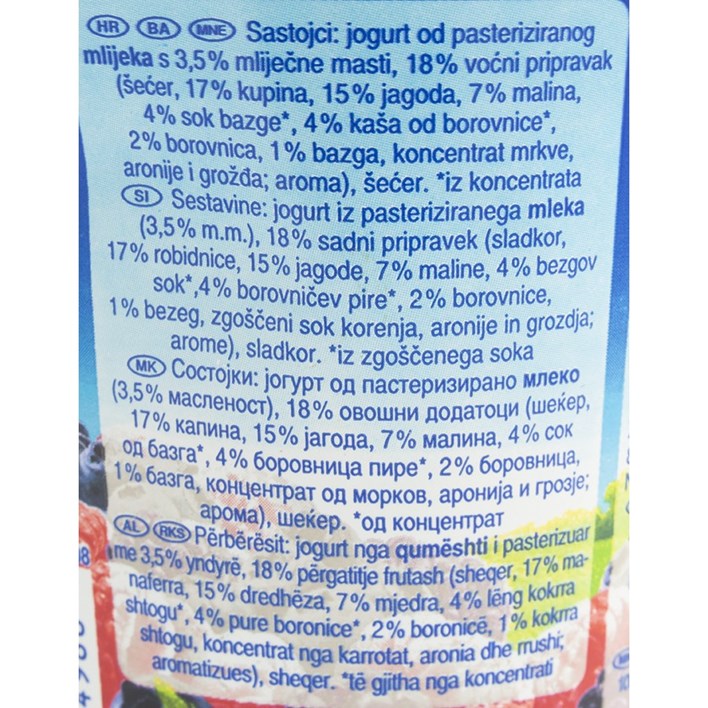 HR BA MNE Sastojci: jogurt od pasteriziranog
mlijeka s 3,5% mliječne masti, 18% voćni pripravak
(šećer, 17% kupina, 15% jagoda, 7% malina,
4% sok bazge*, 4% kaša od borovnice*,
2% borovnica, 1% bazga, koncentrat mrkve,
aronije i grožđa; aroma), šećer. *iz koncentrata
SI Sestavine: jogurt iz pasteriziranega mleka
(3,5% m.m.), 18% sadni pripravek (sladkor,
17% robidnice, 15% jagode, 7% maline, 4% bezgov
sok*,4% borovničev pire*, 2% borovnice,
1% bezeg, zgoščeni sok korenja, aronije in grozdja;
arome), sladkor. *iz zgoščenega soka
MK Состојки: јогурт од пастеризирано млеко
(3,5% масленост), 18% овошни додатоци (шеќер,
17% капина, 15% јагода, 7% малина, 4% сок
од базга*, 4% боровница пире*, 2% боровница,
1% базга, концентрат од морков, аронија и грозје;
арома), шеќер. *од концентрат
AL RKS Përbërësit: jogurt nga qumështi i pasterizuar
me 3,5% yndyrë, 18% përgatitje frutash (sheqer, 17% ma-
naferra, 15% dredhëza, 7% mjedra, 4% lëng kokrra
shtogu*, 4% pure boronice*, 2% boronicë, 1% kokrra
shtogu, koncentrat nga karrotat, aronia dhe rrushi;
aromatizues), sheqer. *të gjitha nga koncentrati